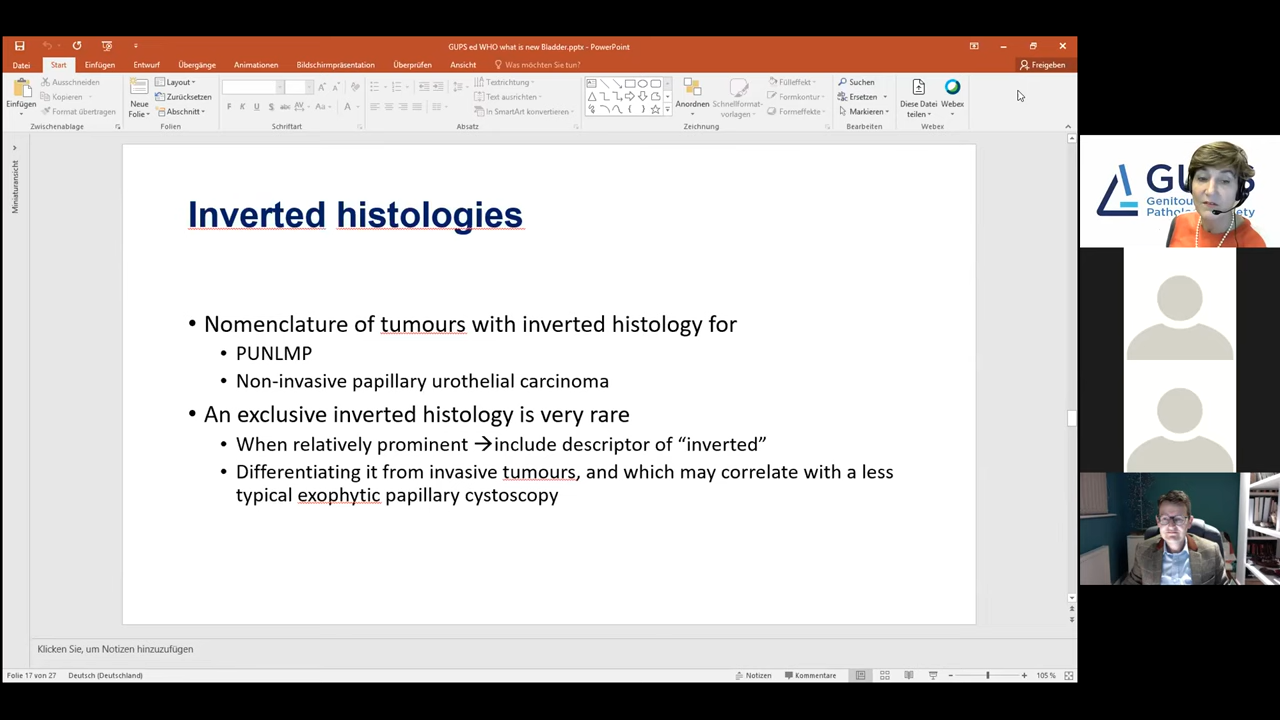 GUPS ed WHO what is new Bladder.pptx - PowerPoint
Datei Start Einfügen Entwurf Übergänge Animationen Bildschirmpräsentation Überprüfen Ansicht Was möchten Sie tun? Freigeben
Einfügen
Ausschneiden
Kopieren
Format übertragen
Zwischenablage
Neue
Folie
Layout
Zurücksetzen
Abschnitt
Folien
F K U S abc AV Aa A
Schriftart
Textrichtung
Text ausrichten
In SmartArt konvertieren
Absatz
Anordnen
Schnellformat-
vorlagen
Fülleffekt
Formkontur
Formeffekte
Zeichnung
Suchen
Ersetzen
Markieren
Bearbeiten
Diese Datei
teilen
Webex
Webex
Miniaturansicht
Inverted histologies
• Nomenclature of tumours with inverted histology for
• PUNLMP
• Non-invasive papillary urothelial carcinoma
• An exclusive inverted histology is very rare
• When relatively prominent →include descriptor of “inverted”
• Differentiating it from invasive tumours, and which may correlate with a less
typical exophytic papillary cystoscopy
Klicken Sie, um Notizen hinzuzufügen
Folie 17 von 27 Deutsch (Deutschland) Notizen Kommentare 105 %